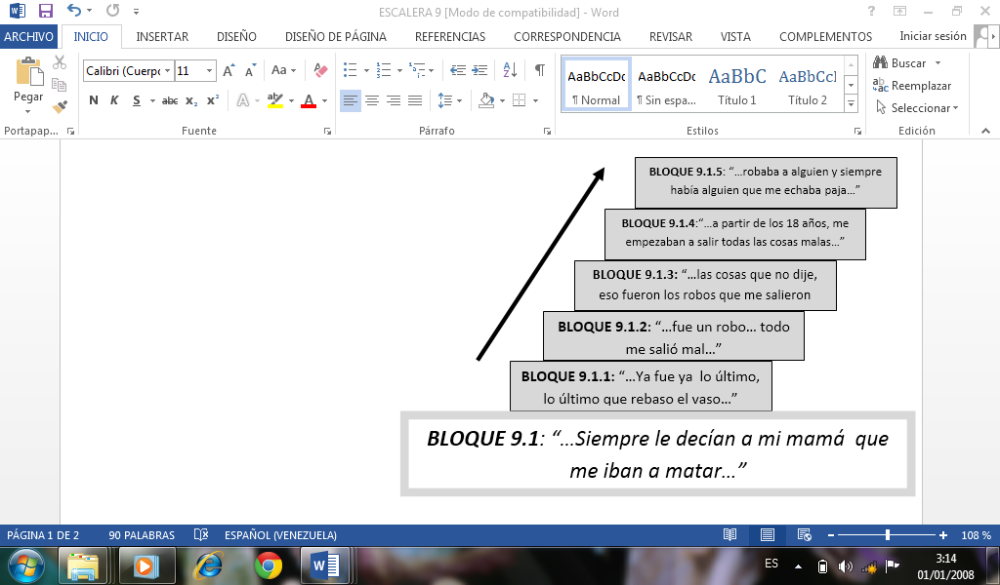 ESCALERA 9 [Modo de compatibilidad] - Word
ARCHIVO INICIO INSERTAR DISEÑO DISEÑO DE PÁGINA REFERENCIAS CORRESPONDENCIA REVISAR VISTA COMPLEMENTOS Iniciar sesión
Calibri (Cuerpo 11 Aa
Pegar
N K S abc x₂ x² A A
AaBbCcDc AaBbCcDc AaBbC AaBbCcI
¶ Normal ¶ Sin espa... Título 1 Título 2
Buscar
Reemplazar
Seleccionar
Portapap... Fuente Párrafo Estilos Edición
BLOQUE 9.1.5: “…robaba a alguien y siempre
había alguien que me echaba paja…”
BLOQUE 9.1.4:“…a partir de los 18 años, me
empezaban a salir todas las cosas malas…”
BLOQUE 9.1.3: “…las cosas que no dije,
eso fueron los robos que me salieron
BLOQUE 9.1.2: “…fue un robo… todo
me salió mal…”
BLOQUE 9.1.1: “…Ya fue ya lo último,
lo último que rebaso el vaso…”
BLOQUE 9.1: “…Siempre le decían a mi mamá que
me iban a matar…”
PÁGINA 1 DE 2 90 PALABRAS ESPAÑOL (VENEZUELA) 108 %
ES 3:14
01/01/2008